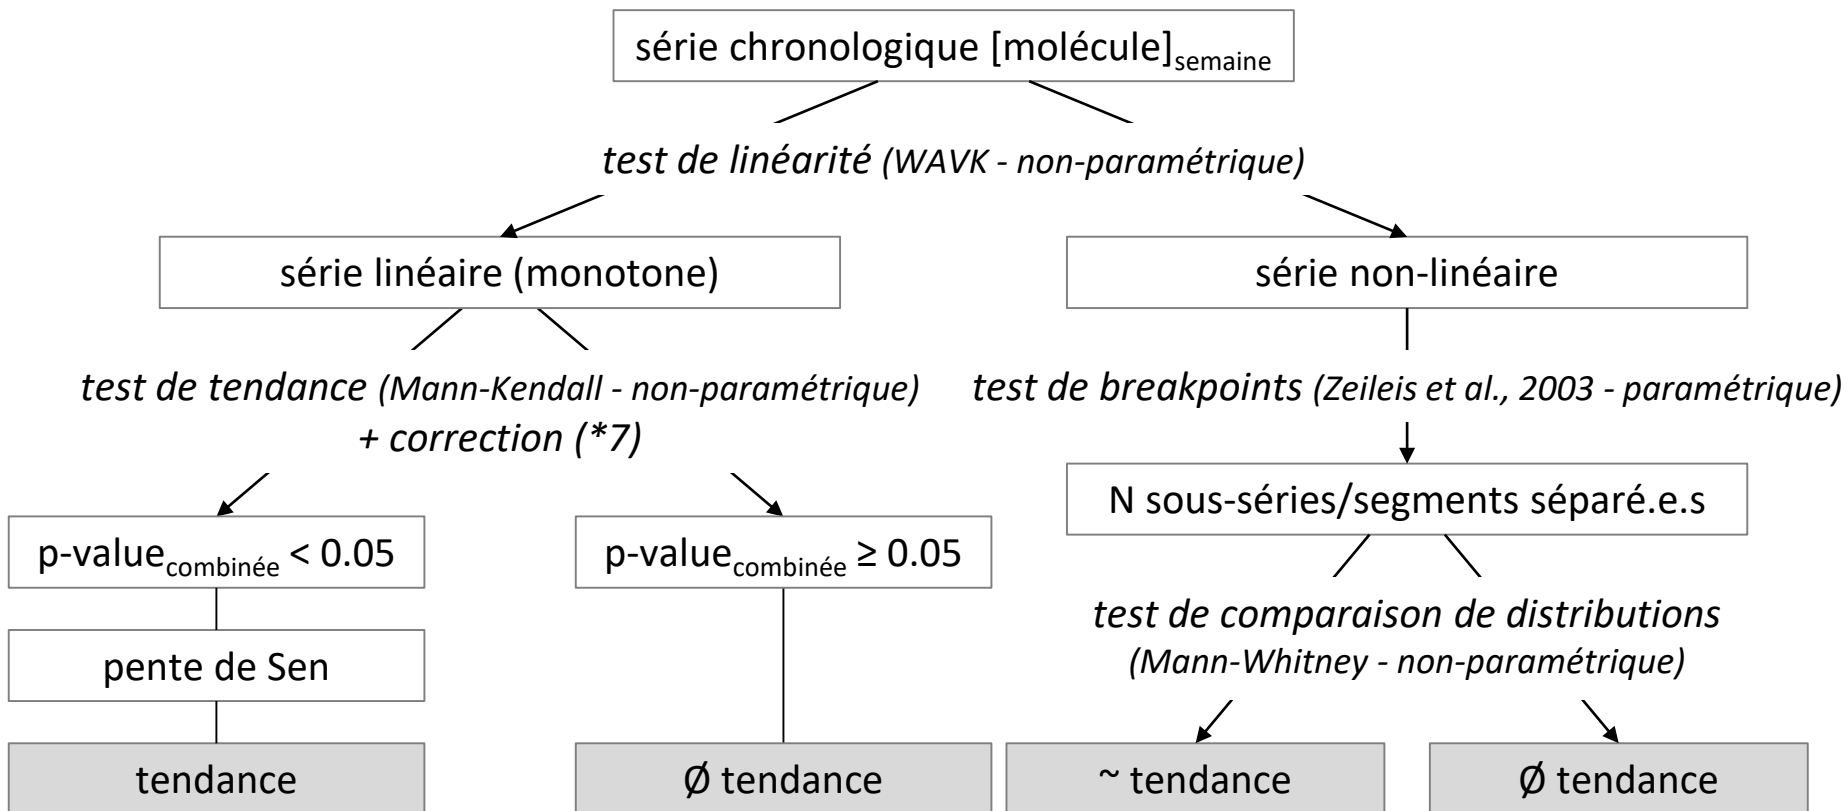 série chronologique [molécule]semaine
test de linéarité (WAVK - non-paramétrique)
série linéaire (monotone)
série non-linéaire
test de tendance (Mann-Kendall - non-paramétrique)
+ correction (*7)
test de breakpoints (Zeileis et al., 2003 - paramétrique)
N sous-séries/segments séparé.e.s
p-valuecombinée < 0.05
p-valuecombinée ≥ 0.05
test de comparaison de distributions
(Mann-Whitney - non-paramétrique)
pente de Sen
tendance
Ø tendance
~ tendance
Ø tendance